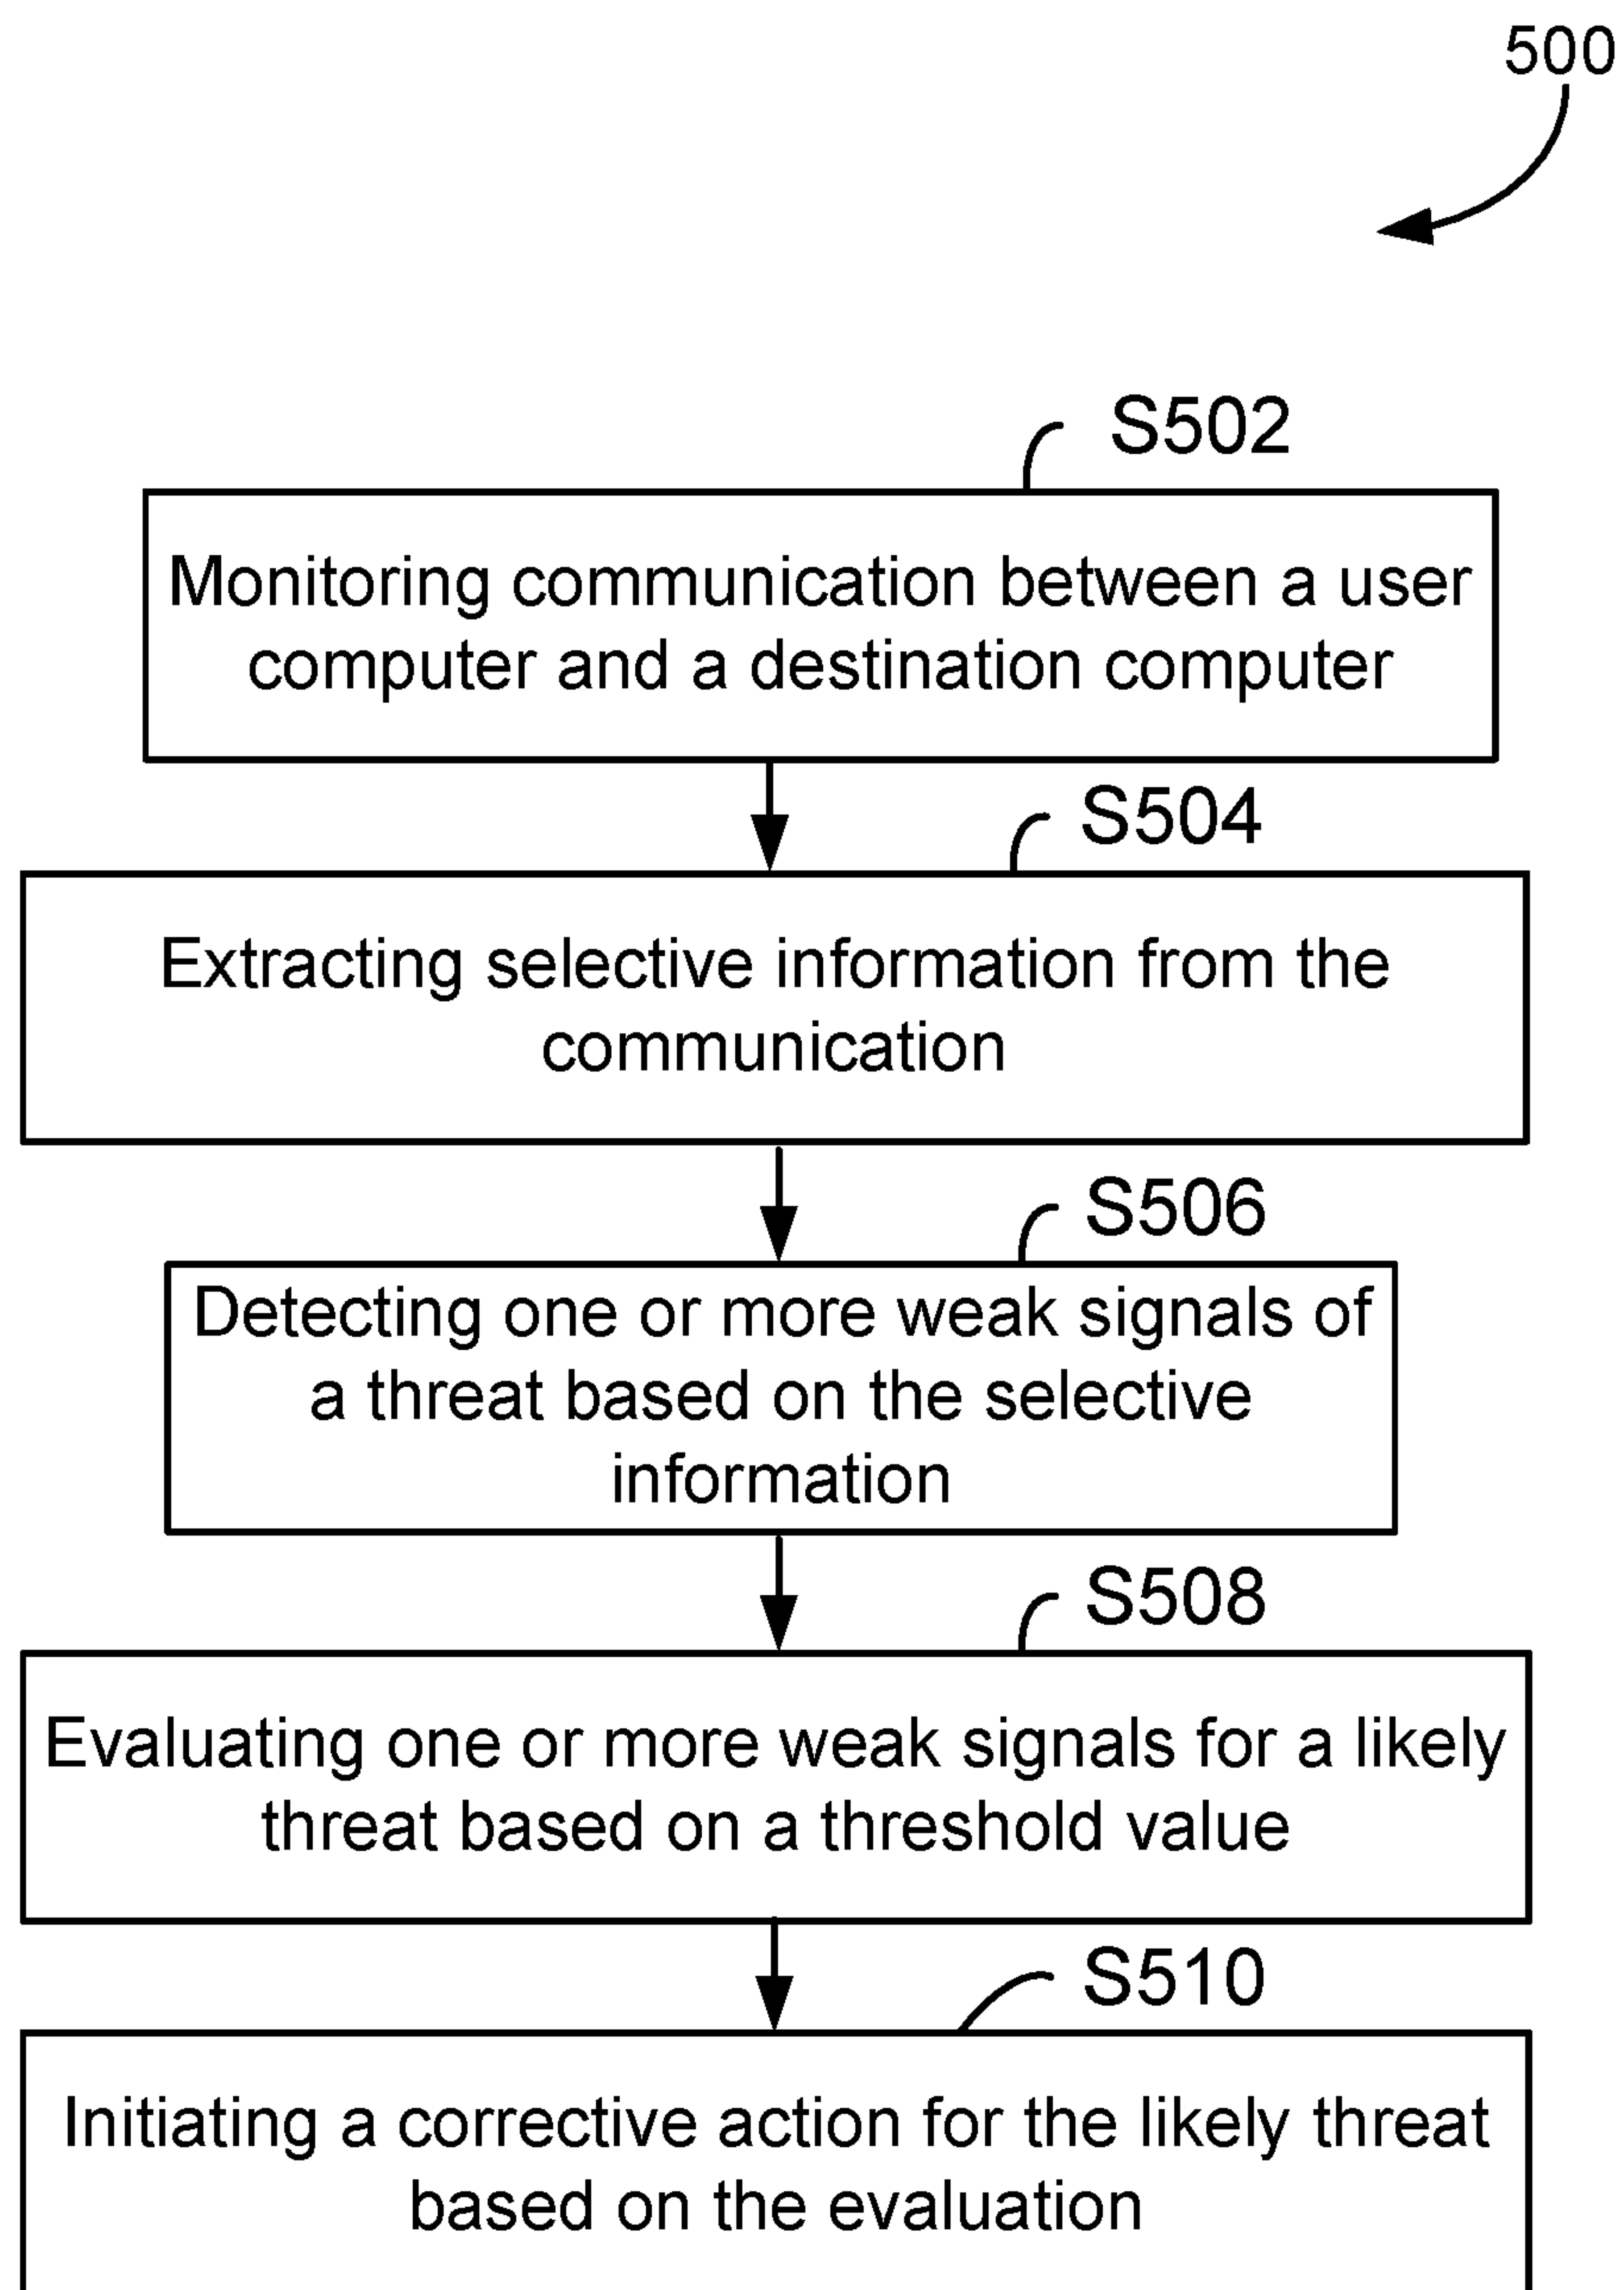 500
S502
Monitoring communication between a user
computer and a destination computer
S504
Extracting selective information from the
communication
S506
Detecting one or more weak signals of
a threat based on the selective
information
S508
Evaluating one or more weak signals for a likely
threat based on a threshold value
S510
Initiating a corrective action for the likely threat
based on the evaluation